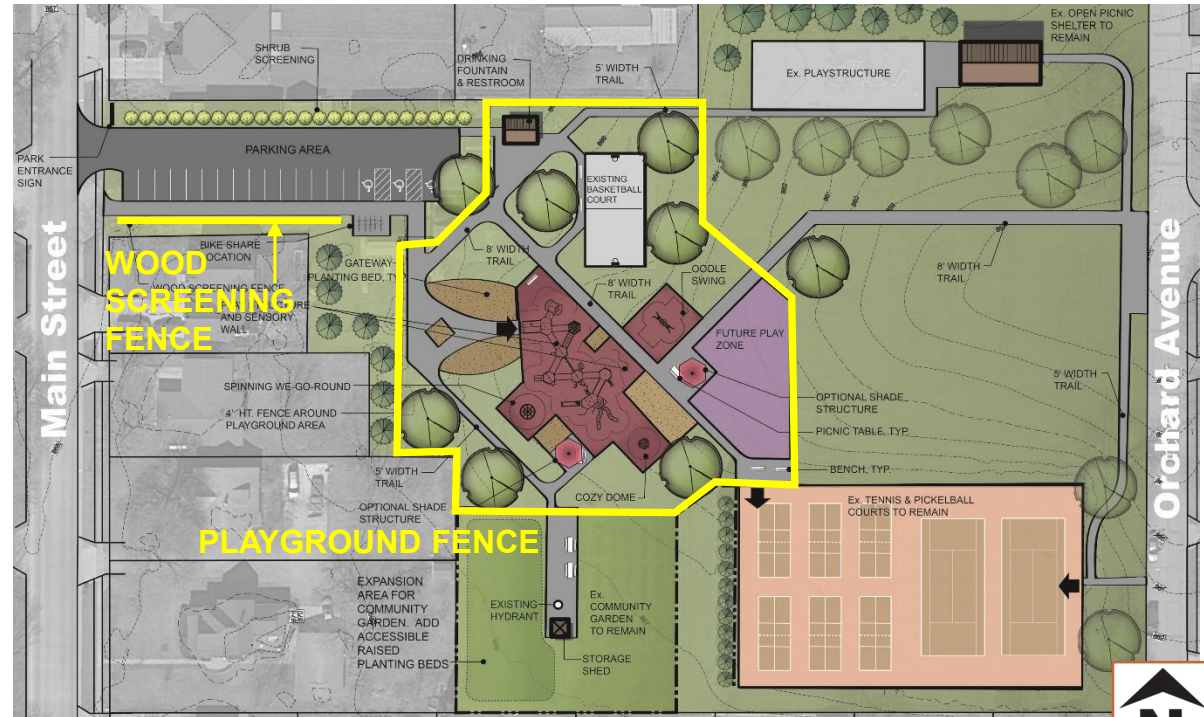 Ex. OPEN PICNIC
SHELTER TO
REMAIN
SHRUB
SCREENING
DRINKING
FOUNTAIN
& RESTROOM
5' WIDTH
TRAIL
Ex. PLAYSTRUCTURE
PARK
ENTRANCE
SIGN
PARKING AREA
EXISTING
BASKETBALL
COURT
BIKE SHARE
LOCATION
WOOD SCREENING FENCE
WOOD
SCREENING
FENCE
AND SENSORY
WALL
8' WIDTH
TRAIL
GATEWAY
PLANTING BED, TYP.
8' WIDTH
TRAIL
OODLE
SWING
8' WIDTH
TRAIL
FUTURE PLAY
ZONE
Main Street
Orchard Avenue
SPINNING WE-GO-ROUND
4' HT. FENCE AROUND
PLAYGROUND AREA
OPTIONAL SHADE
STRUCTURE
PICNIC TABLE, TYP.
BENCH, TYP.
5' WIDTH
TRAIL
5' WIDTH
TRAIL
OPTIONAL SHADE
STRUCTURE
COZY DOME
PLAYGROUND FENCE
Ex. TENNIS & PICKELBALL
COURTS TO REMAIN
EXPANSION
AREA FOR
COMMUNITY
GARDEN. ADD
ACCESSIBLE
RAISED
PLANTING BEDS
EXISTING
HYDRANT
Ex.
COMMUNITY
GARDEN
TO REMAIN
STORAGE
SHED